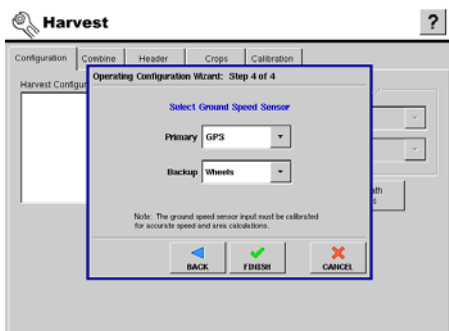 Harvest
?
Configuration Combine Header Crops Calibration
Harvest Configur
Operating Configuration Wizard: Step 4 of 4
Select Ground Speed Sensor
Primary GPS
Backup Wheels
Note: The ground speed sensor input must be calibrated
for accurate speed and area calculations.
BACK FINISH CANCEL
ath
s